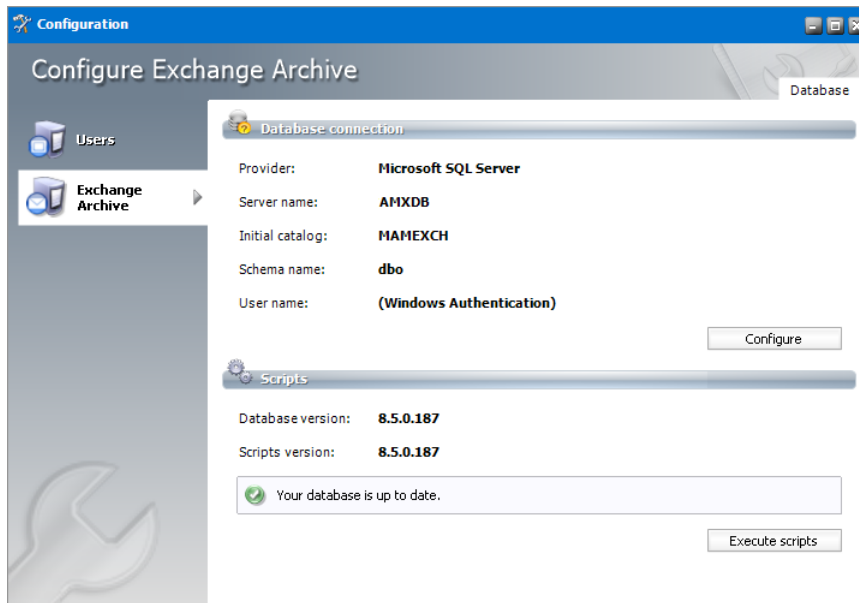 Configuration
Configure Exchange Archive
Database
Users
Exchange
Archive
Database connection
Provider: Microsoft SQL Server
Server name: AMXDB
Initial catalog: MAMEXCH
Schema name: dbo
User name: (Windows Authentication)
Configure
Scripts
Database version: 8.5.0.187
Scripts version: 8.5.0.187
Your database is up to date.
Execute scripts